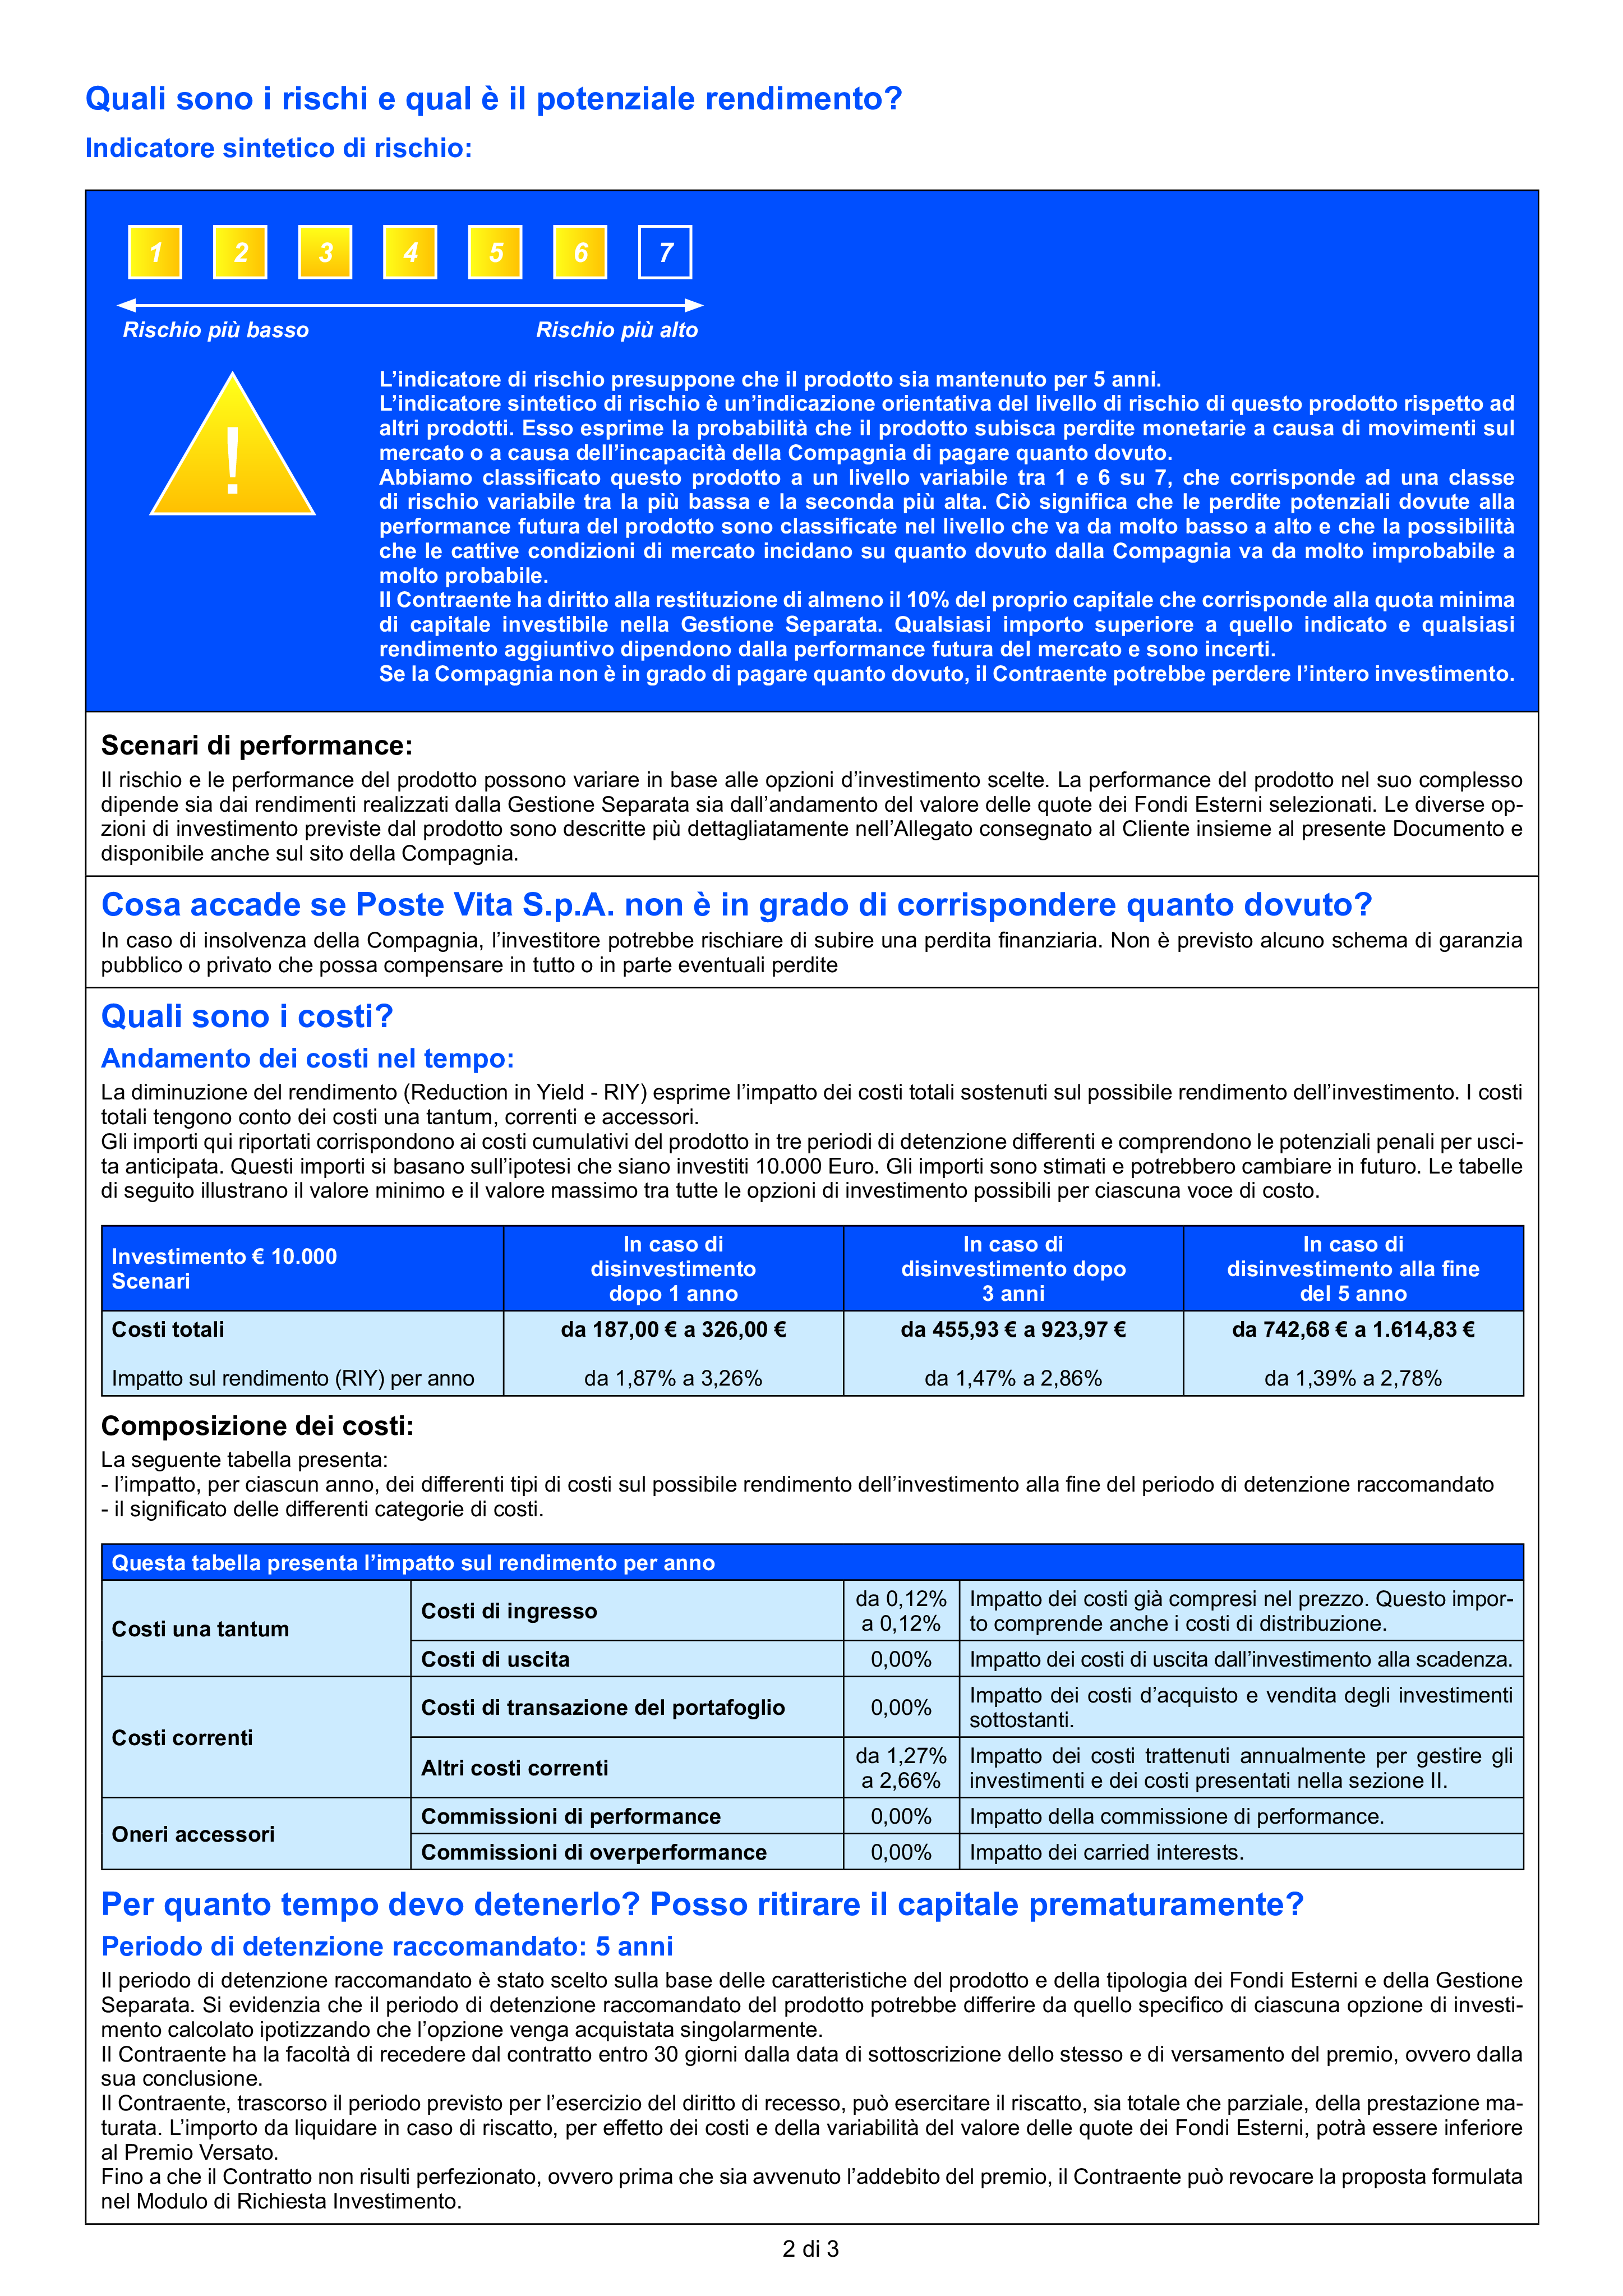 Quali sono i rischi e qual è il potenziale rendimento?
Indicatore sintetico di rischio:
1 2 3 4 5 6 7
Rischio più basso Rischio più alto
!
L’indicatore di rischio presuppone che il prodotto sia mantenuto per 5 anni.
L’indicatore sintetico di rischio è un’indicazione orientativa del livello di rischio di questo prodotto rispetto ad
altri prodotti. Esso esprime la probabilità che il prodotto subisca perdite monetarie a causa di movimenti sul
mercato o a causa dell’incapacità della Compagnia di pagare quanto dovuto.
Abbiamo classificato questo prodotto a un livello variabile tra 1 e 6 su 7, che corrisponde ad una classe
di rischio variabile tra la più bassa e la seconda più alta. Ciò significa che le perdite potenziali dovute alla
performance futura del prodotto sono classificate nel livello che va da molto basso a alto e che la possibilità
che le cattive condizioni di mercato incidano su quanto dovuto dalla Compagnia va da molto improbabile a
molto probabile.
Il Contraente ha diritto alla restituzione di almeno il 10% del proprio capitale che corrisponde alla quota minima
di capitale investibile nella Gestione Separata. Qualsiasi importo superiore a quello indicato e qualsiasi
rendimento aggiuntivo dipendono dalla performance futura del mercato e sono incerti.
Se la Compagnia non è in grado di pagare quanto dovuto, il Contraente potrebbe perdere l’intero investimento.
Scenari di performance:
Il rischio e le performance del prodotto possono variare in base alle opzioni d’investimento scelte. La performance del prodotto nel suo complesso
dipende sia dai rendimenti realizzati dalla Gestione Separata sia dall’andamento del valore delle quote dei Fondi Esterni selezionati. Le diverse op-
zioni di investimento previste dal prodotto sono descritte più dettagliatamente nell’Allegato consegnato al Cliente insieme al presente Documento e
disponibile anche sul sito della Compagnia.
Cosa accade se Poste Vita S.p.A. non è in grado di corrispondere quanto dovuto?
In caso di insolvenza della Compagnia, l’investitore potrebbe rischiare di subire una perdita finanziaria. Non è previsto alcuno schema di garanzia
pubblico o privato che possa compensare in tutto o in parte eventuali perdite
Quali sono i costi?
Andamento dei costi nel tempo:
La diminuzione del rendimento (Reduction in Yield - RIY) esprime l’impatto dei costi totali sostenuti sul possibile rendimento dell’investimento. I costi
totali tengono conto dei costi una tantum, correnti e accessori.
Gli importi qui riportati corrispondono ai costi cumulativi del prodotto in tre periodi di detenzione differenti e comprendono le potenziali penali per usci-
ta anticipata. Questi importi si basano sull’ipotesi che siano investiti 10.000 Euro. Gli importi sono stimati e potrebbero cambiare in futuro. Le tabelle
di seguito illustrano il valore minimo e il valore massimo tra tutte le opzioni di investimento possibili per ciascuna voce di costo.
Investimento € 10.000
Scenari
In caso di
disinvestimento
dopo 1 anno
In caso di
disinvestimento dopo
3 anni
In caso di
disinvestimento alla fine
del 5 anno
Costi totali da 187,00 € a 326,00 € da 455,93 € a 923,97 € da 742,68 € a 1.614,83 €
Impatto sul rendimento (RIY) per anno da 1,87% a 3,26% da 1,47% a 2,86% da 1,39% a 2,78%
Composizione dei costi:
La seguente tabella presenta:
- l’impatto, per ciascun anno, dei differenti tipi di costi sul possibile rendimento dell’investimento alla fine del periodo di detenzione raccomandato
- il significato delle differenti categorie di costi.
Questa tabella presenta l’impatto sul rendimento per anno
Costi una tantum
Costi di ingresso
da 0,12%
a 0,12%
Impatto dei costi già compresi nel prezzo. Questo impor-
to comprende anche i costi di distribuzione.
Costi di uscita 0,00% Impatto dei costi di uscita dall’investimento alla scadenza.
Costi correnti
Costi di transazione del portafoglio 0,00%
Impatto dei costi d’acquisto e vendita degli investimenti
sottostanti.
Altri costi correnti
da 1,27%
a 2,66%
Impatto dei costi trattenuti annualmente per gestire gli
investimenti e dei costi presentati nella sezione II.
Oneri accessori
Commissioni di performance 0,00% Impatto della commissione di performance.
Commissioni di overperformance 0,00% Impatto dei carried interests.
Per quanto tempo devo detenerlo? Posso ritirare il capitale prematuramente?
Periodo di detenzione raccomandato: 5 anni
Il periodo di detenzione raccomandato è stato scelto sulla base delle caratteristiche del prodotto e della tipologia dei Fondi Esterni e della Gestione
Separata. Si evidenzia che il periodo di detenzione raccomandato del prodotto potrebbe differire da quello specifico di ciascuna opzione di investi-
mento calcolato ipotizzando che l’opzione venga acquistata singolarmente.
Il Contraente ha la facoltà di recedere dal contratto entro 30 giorni dalla data di sottoscrizione dello stesso e di versamento del premio, ovvero dalla
sua conclusione.
Il Contraente, trascorso il periodo previsto per l’esercizio del diritto di recesso, può esercitare il riscatto, sia totale che parziale, della prestazione ma-
turata. L’importo da liquidare in caso di riscatto, per effetto dei costi e della variabilità del valore delle quote dei Fondi Esterni, potrà essere inferiore
al Premio Versato.
Fino a che il Contratto non risulti perfezionato, ovvero prima che sia avvenuto l’addebito del premio, il Contraente può revocare la proposta formulata
nel Modulo di Richiesta Investimento.
2 di 3